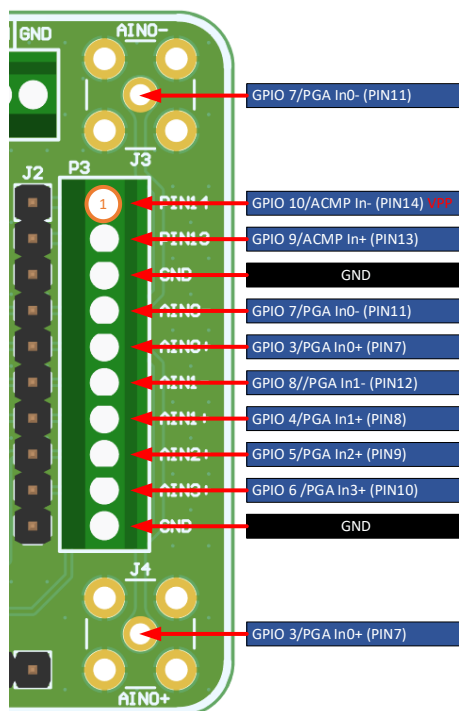 GND
AIN0-
GPIO 7/PGA In0- (PIN11)
J3
J2
P3
1
PIN14
GPIO 10/ACMP In- (PIN14) VPP
PIN13
GPIO 9/ACMP In+ (PIN13)
GND
GND
AIN0-
GPIO 7/PGA In0- (PIN11)
AIN0+
GPIO 3/PGA In0+ (PIN7)
AIN1-
GPIO 8//PGA In1- (PIN12)
AIN1+
GPIO 4/PGA In1+ (PIN8)
AIN2+
GPIO 5/PGA In2+ (PIN9)
AIN3+
GPIO 6 /PGA In3+ (PIN10)
GND
GND
J4
GPIO 3/PGA In0+ (PIN7)
AIN0+